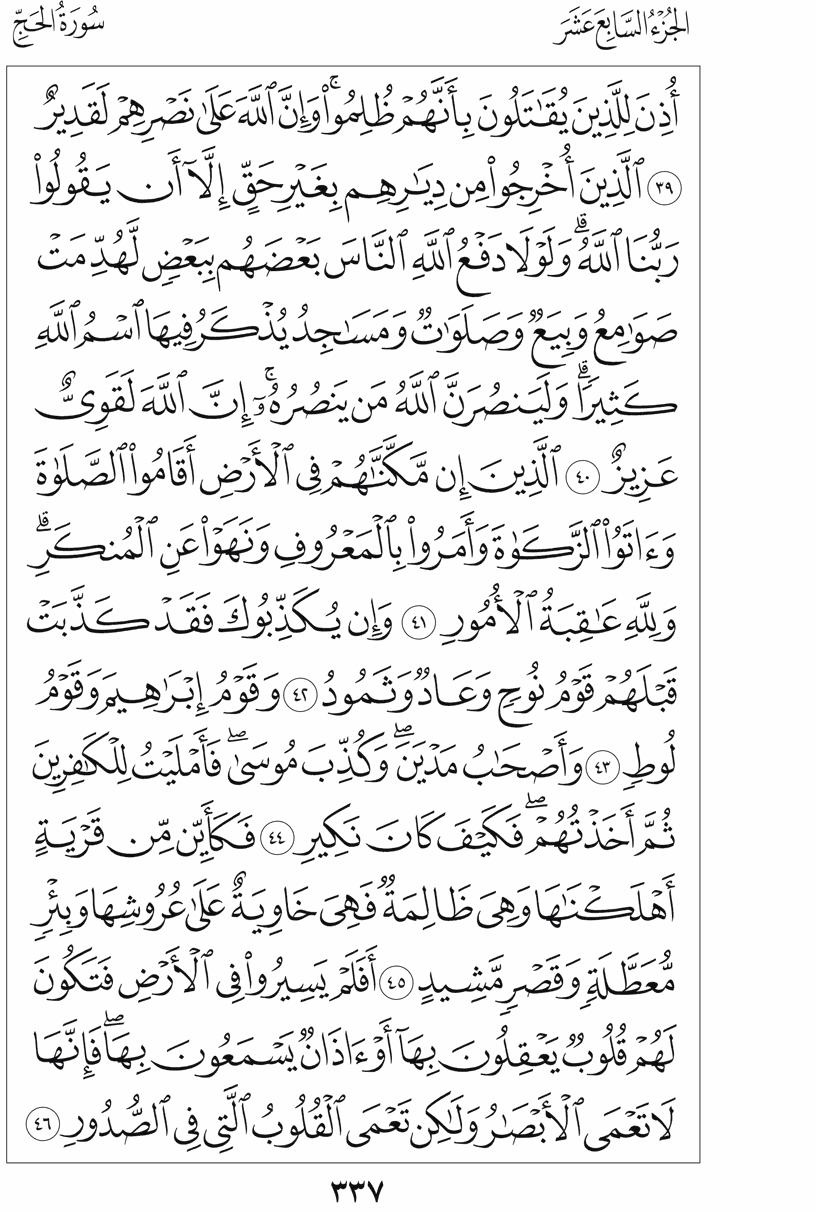 الجُزْءُ السَّابِعَ عَشَرَ
سُورَةُ الحَجِّ
أُذِنَ لِلَّذِينَ يُقَٰتَلُونَ بِأَنَّهُمْ ظُلِمُوا۟ ۚ وَإِنَّ ٱللَّهَ عَلَىٰ نَصْرِهِمْ لَقَدِيرٌ
٣٩ ٱلَّذِينَ أُخْرِجُوا۟ مِن دِيَٰرِهِم بِغَيْرِ حَقٍّ إِلَّآ أَن يَقُولُوا۟
رَبُّنَا ٱللَّهُ ۗ وَلَوْلَا دَفْعُ ٱللَّهِ ٱلنَّاسَ بَعْضَهُم بِبَعْضٍ لَّهُدِّمَتْ
صَوَٰمِعُ وَبِيَعٌ وَصَلَوَٰتٌ وَمَسَٰجِدُ يُذْكَرُ فِيهَا ٱسْمُ ٱللَّهِ
كَثِيرًا ۗ وَلَيَنصُرَنَّ ٱللَّهُ مَن يَنصُرُهُۥٓ ۚ إِنَّ ٱللَّهَ لَقَوِىٌّ
عَزِيزٌ ٤٠ ٱلَّذِينَ إِن مَّكَّنَّٰهُمْ فِى ٱلْأَرْضِ أَقَامُوا۟ ٱلصَّلَوٰةَ
وَءَاتَوُا۟ ٱلزَّكَوٰةَ وَأَمَرُوا۟ بِٱلْمَعْرُوفِ وَنَهَوْا۟ عَنِ ٱلْمُنكَرِ ۗ
وَلِلَّهِ عَٰقِبَةُ ٱلْأُمُورِ ٤١ وَإِن يُكَذِّبُوكَ فَقَدْ كَذَّبَتْ
قَبْلَهُمْ قَوْمُ نُوحٍ وَعَادٌ وَثَمُودُ ٤٢ وَقَوْمُ إِبْرَٰهِيمَ وَقَوْمُ
لُوطٍ ٤٣ وَأَصْحَٰبُ مَدْيَنَ ۖ وَكُذِّبَ مُوسَىٰ ۖ فَأَمْلَيْتُ لِلْكَٰفِرِينَ
ثُمَّ أَخَذْتُهُمْ ۖ فَكَيْفَ كَانَ نَكِيرِ ٤٤ فَكَأَيِّن مِّن قَرْيَةٍ
أَهْلَكْنَٰهَا وَهِىَ ظَالِمَةٌ فَهِىَ خَاوِيَةٌ عَلَىٰ عُرُوشِهَا وَبِئْرٍ
مُّعَطَّلَةٍ وَقَصْرٍ مَّشِيدٍ ٤٥ أَفَلَمْ يَسِيرُوا۟ فِى ٱلْأَرْضِ فَتَكُونَ
لَهُمْ قُلُوبٌ يَعْقِلُونَ بِهَآ أَوْ ءَاذَانٌ يَسْمَعُونَ بِهَا ۖ فَإِنَّهَا
لَا تَعْمَى ٱلْأَبْصَٰرُ وَلَٰكِن تَعْمَى ٱلْقُلُوبُ ٱلَّتِى فِى ٱلصُّدُورِ ٤٦
٣٣٧